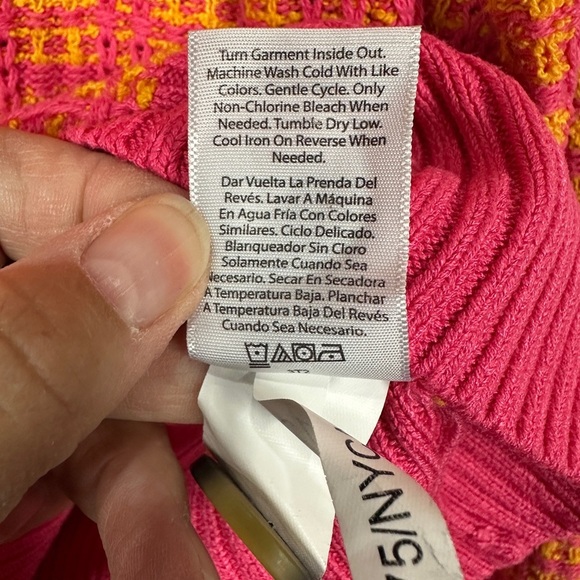 Turn Garment Inside Out.
Machine Wash Cold With Like
Colors. Gentle Cycle. Only
Non-Chlorine Bleach When
Needed. Tumble Dry Low.
Cool Iron On Reverse When
Needed.
Dar Vuelta La Prenda Del
Revés. Lavar A Máquina
En Agua Fría Con Colores
Similares. Ciclo Delicado.
Blanqueador Sin Cloro
Solamente Cuando Sea
Necesario. Secar En Secadora
A Temperatura Baja. Planchar
A Temperatura Baja Del Revés
Cuando Sea Necesario.
75/NYC